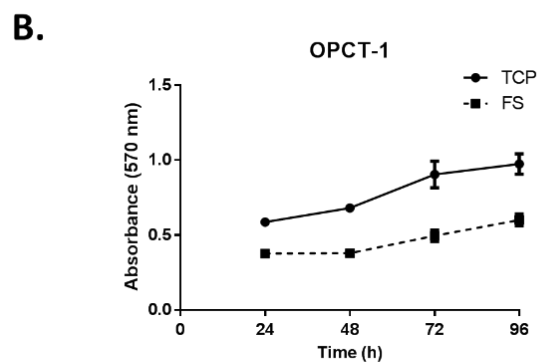 B.
OPCT-1
TCP
FS
Absorbance (570 nm)
1.5
1.0
0.5
0.0
0 24 48 72 96
Time (h)